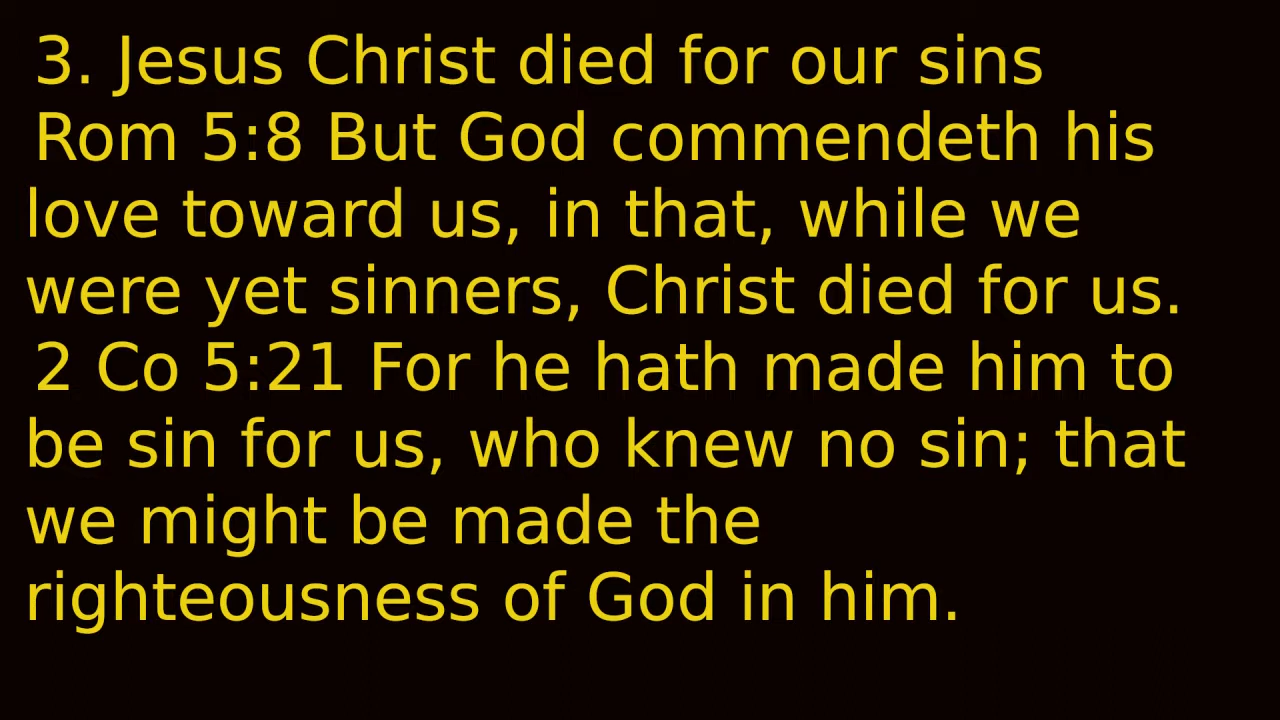 3. Jesus Christ died for our sins
Rom 5:8 But God commendeth his
love toward us, in that, while we
were yet sinners, Christ died for us.
2 Co 5:21 For he hath made him to
be sin for us, who knew no sin; that
we might be made the
righteousness of God in him.